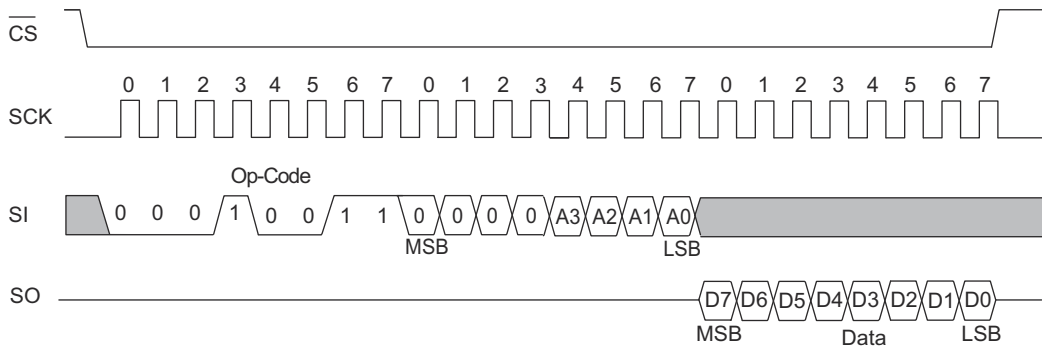 CS
0 1 2 3 4 5 6 7 0 1 2 3 4 5 6 7 0 1 2 3 4 5 6 7
SCK
Op-Code
SI 0 0 0 1 0 0 1 1 0 0 0 0 A3 A2 A1 A0
MSB LSB
SO D7 D6 D5 D4 D3 D2 D1 D0
MSB Data LSB